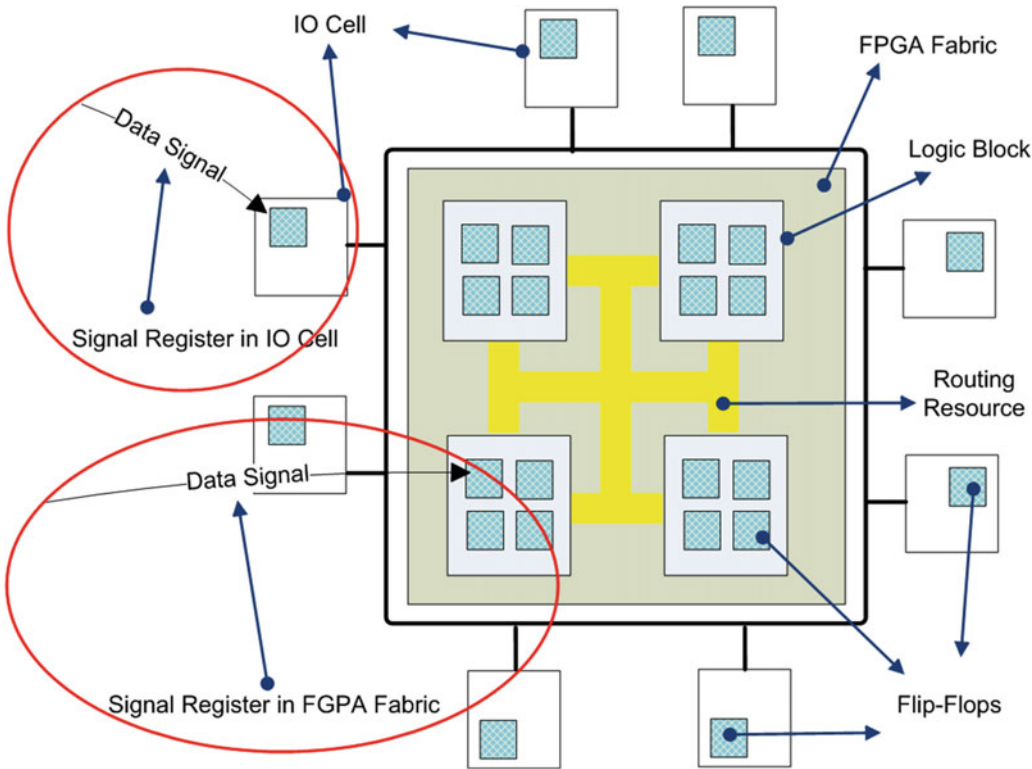 IO Cell
FPGA Fabric
Data Signal
Logic Block
Signal Register in IO Cell
Routing
Resource
Data Signal
Signal Register in FGPA Fabric
Flip-Flops